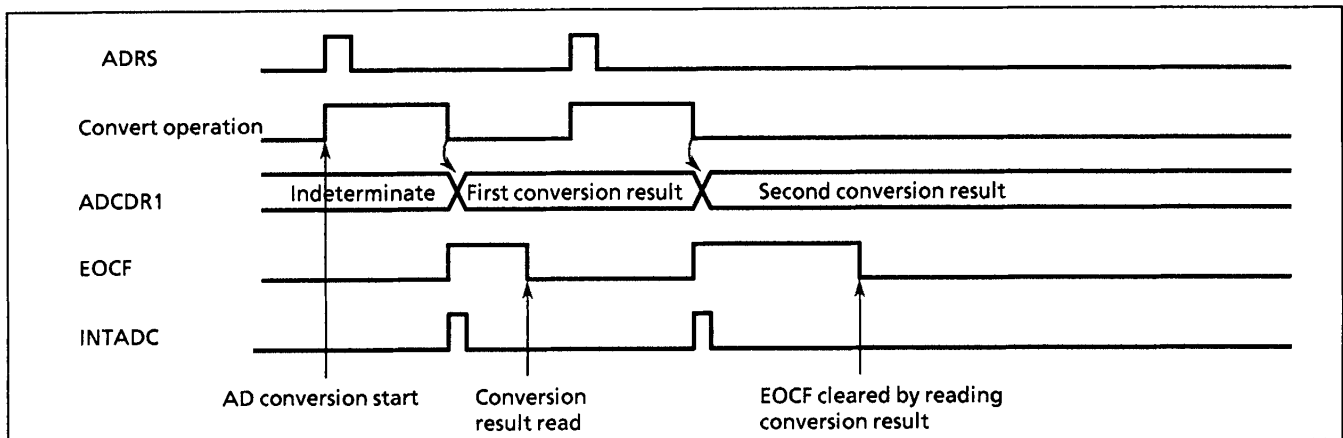 ADRS
Convert operation
ADCDR1
Indeterminate
First conversion result
Second conversion result
EOCF
INTADC
AD conversion start
Conversion
result read
EOCF cleared by reading
conversion result